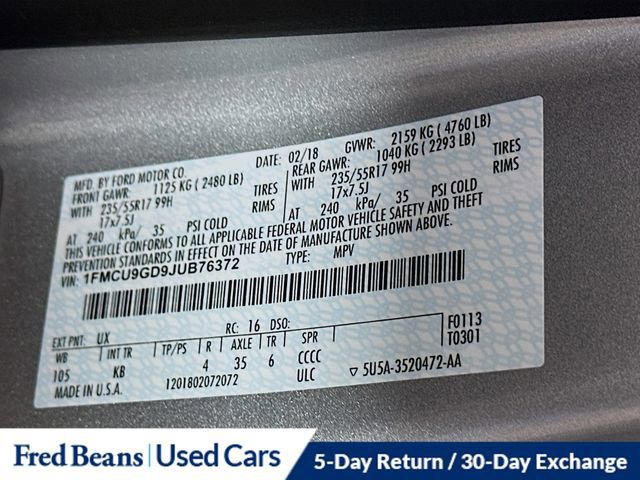 MFD. BY FORD MOTOR CO. DATE: 02/18 GVWR: 2159 KG ( 4760 LB)
FRONT GAWR: 1125 KG ( 2480 LB) REAR GAWR: 1040 KG ( 2293 LB)
WITH 235/55R17 99H TIRES WITH 235/55R17 99H TIRES
17x7.5J RIMS 17x7.5J RIMS
AT 240 kPa/ 35 PSI COLD AT 240 kPa/ 35 PSI COLD
THIS VEHICLE CONFORMS TO ALL APPLICABLE FEDERAL MOTOR VEHICLE SAFETY AND THEFT
PREVENTION STANDARDS IN EFFECT ON THE DATE OF MANUFACTURE SHOWN ABOVE.
VIN: 1FMCU9GD9JUB76372 TYPE: MPV
EXT PNT: UX RC: 16 DSO: F0113
WB INT TR TP/PS R AXLE TR SPR T0301
105 KB 4 35 6 CCCC
MADE IN U.S.A. 1201802072072 ULC ▽ 5U5A-3520472-AA
Fred Beans | Used Cars 5-Day Return / 30-Day Exchange